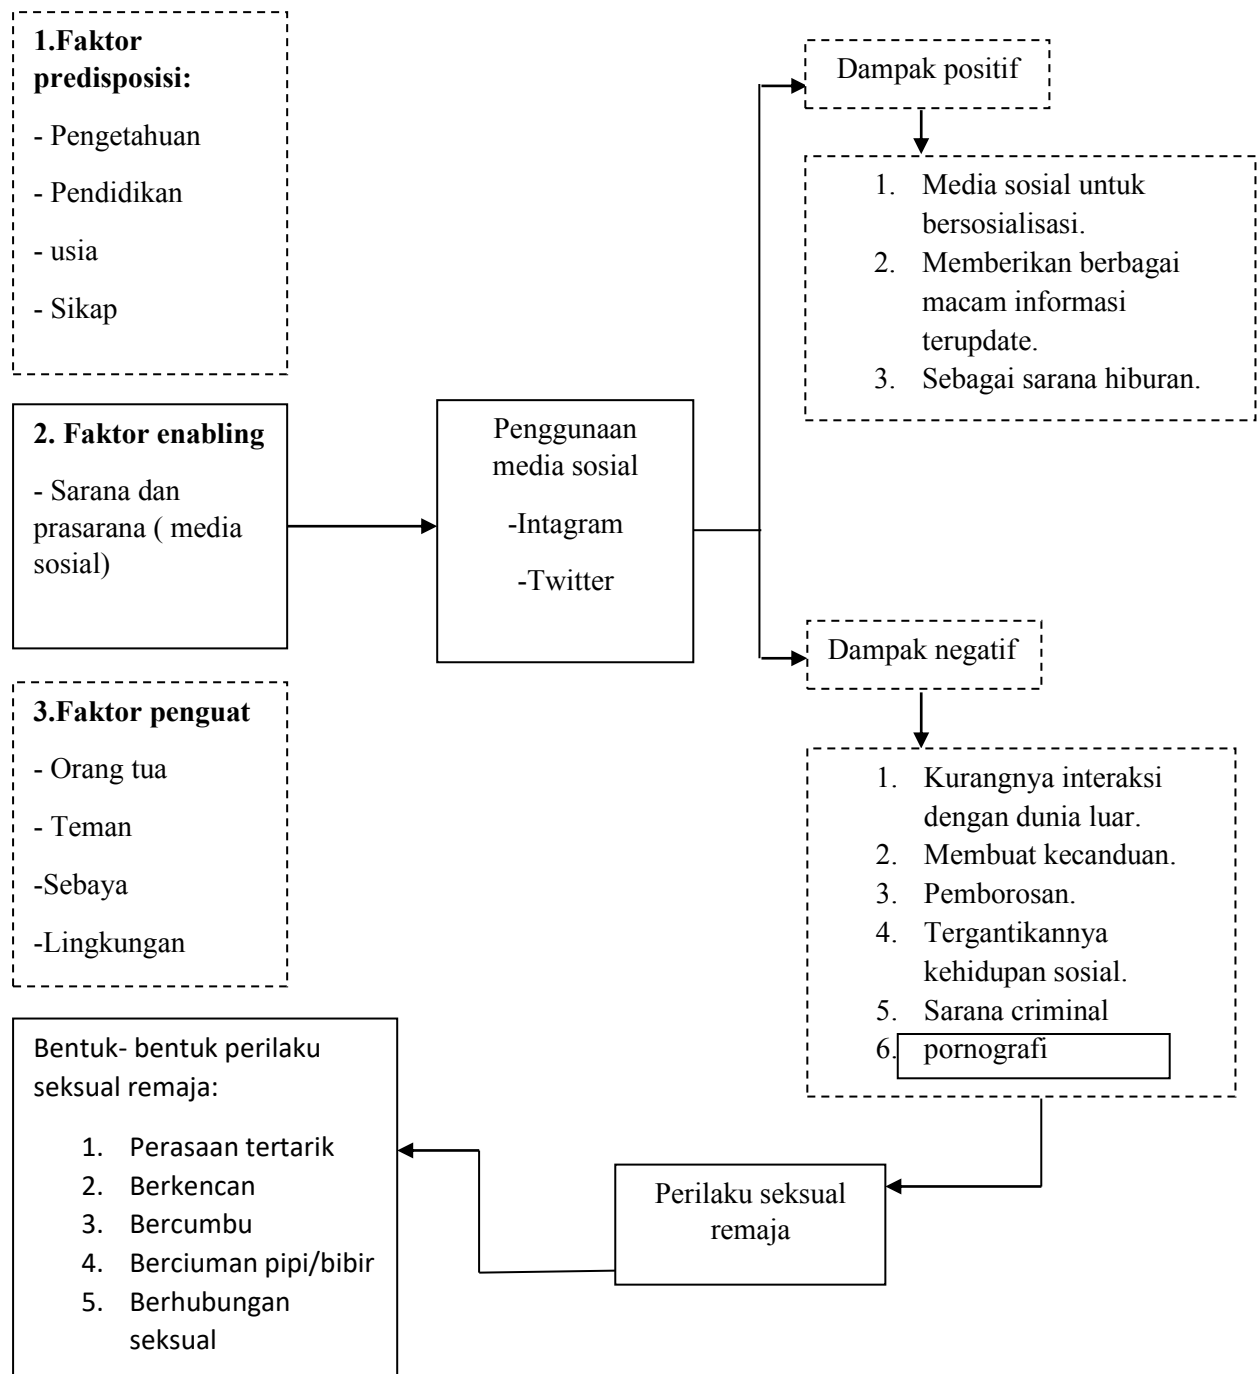 1.Faktor
predisposisi:
- Pengetahuan
- Pendidikan
- usia
- Sikap
2. Faktor enabling
- Sarana dan
prasarana ( media
sosial)
3.Faktor penguat
- Orang tua
- Teman
-Sebaya
-Lingkungan
Penggunaan
media sosial
-Intagram
-Twitter
Dampak positif
1. Media sosial untuk
bersosialisasi.
2. Memberikan berbagai
macam informasi
terupdate.
3. Sebagai sarana hiburan.
Dampak negatif
1. Kurangnya interaksi
dengan dunia luar.
2. Membuat kecanduan.
3. Pemborosan.
4. Tergantikannya
kehidupan sosial.
5. Sarana criminal
6. pornografi
Perilaku seksual
remaja
Bentuk- bentuk perilaku
seksual remaja:
1. Perasaan tertarik
2. Berkencan
3. Bercumbu
4. Berciuman pipi/bibir
5. Berhubungan
seksual